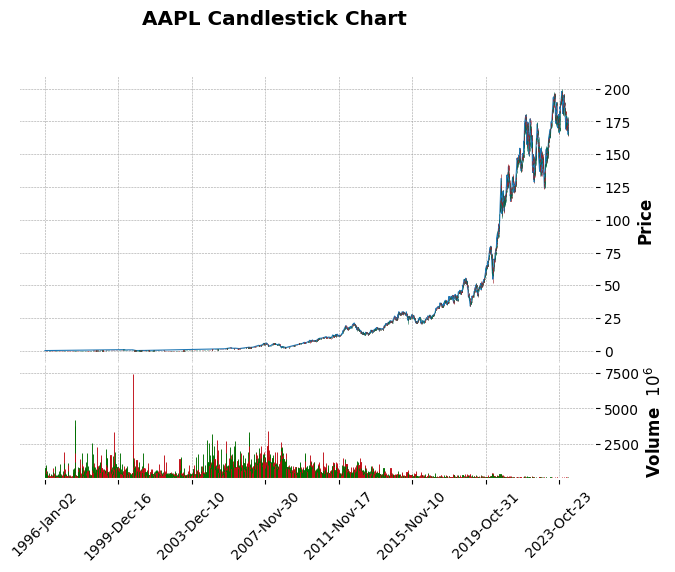 AAPL Candlestick Chart
200
175
150
125
100
75
50
25
0
Price
7500
5000
2500
Volume 10^6
1996-Jan-02
1999-Dec-16
2003-Dec-10
2007-Nov-30
2011-Nov-17
2015-Nov-10
2019-Oct-31
2023-Oct-23